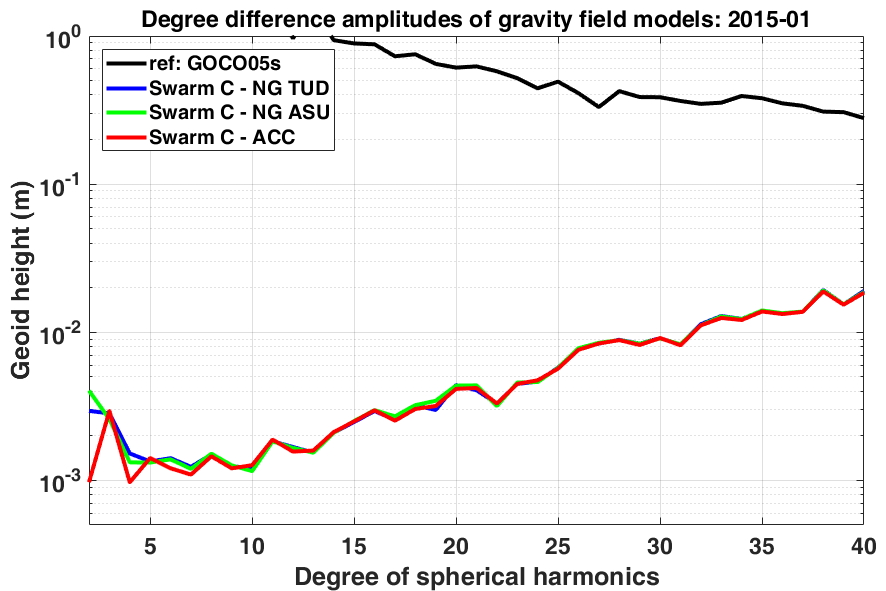 Degree difference amplitudes of gravity field models: 2015-01
10^0
ref: GOCO05s
Swarm C - NG TUD
Swarm C - NG ASU
Swarm C - ACC
10^-1
10^-2
10^-3
Geoid height (m)
5 10 15 20 25 30 35 40
Degree of spherical harmonics